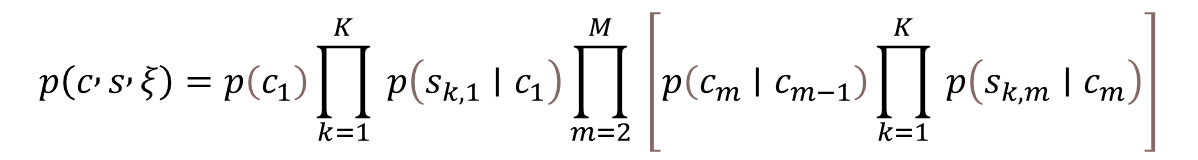 p(c, s, ξ) = p(c₁) ∏_{k=1}^{K} p(s_{k,1} ∣ c₁) ∏_{m=2}^{M} [p(c_m ∣ c_{m−1}) ∏_{k=1}^{K} p(s_{k,m} ∣ c_m)]